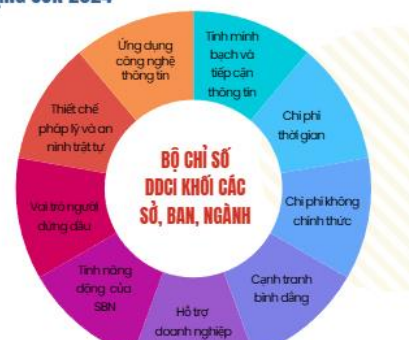 BỘ CHỈ SỐ
DDCI KHỐI CÁC
SỞ, BAN, NGÀNH
Tính minh
bạch và
tiếp cận
thông tin
Chi phí
thời gian
Chi phí không
chính thức
Cạnh tranh
bình đẳng
Hỗ trợ
doanh nghiệp
Tính năng
động của
SBN
Vai trò người
đứng đầu
Thiết chế
pháp lý và an
ninh trật tự
Ứng dụng
công nghệ
thông tin